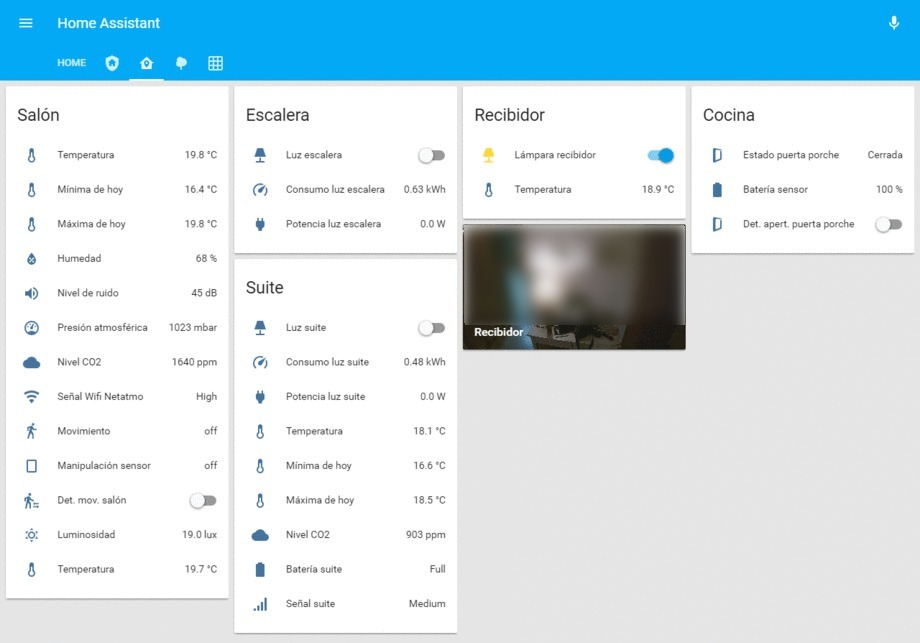 Home Assistant
HOME
Salón
Temperatura 19.8 °C
Mínima de hoy 16.4 °C
Máxima de hoy 19.8 °C
Humedad 68 %
Nivel de ruido 45 dB
Presión atmosférica 1023 mbar
Nivel CO2 1640 ppm
Señal Wifi Netatmo High
Movimiento off
Manipulación sensor off
Det. mov. salón
Luminosidad 19.0 lux
Temperatura 19.7 °C
Escalera
Luz escalera
Consumo luz escalera 0.63 kWh
Potencia luz escalera 0.0 W
Suite
Luz suite
Consumo luz suite 0.48 kWh
Potencia luz suite 0.0 W
Temperatura 18.1 °C
Mínima de hoy 16.6 °C
Máxima de hoy 18.5 °C
Nivel CO2 903 ppm
Batería suite Full
Señal suite Medium
Recibidor
Lámpara recibidor
Temperatura 18.9 °C
Recibidor
Cocina
Estado puerta porche Cerrada
Batería sensor 100 %
Det. apert. puerta porche